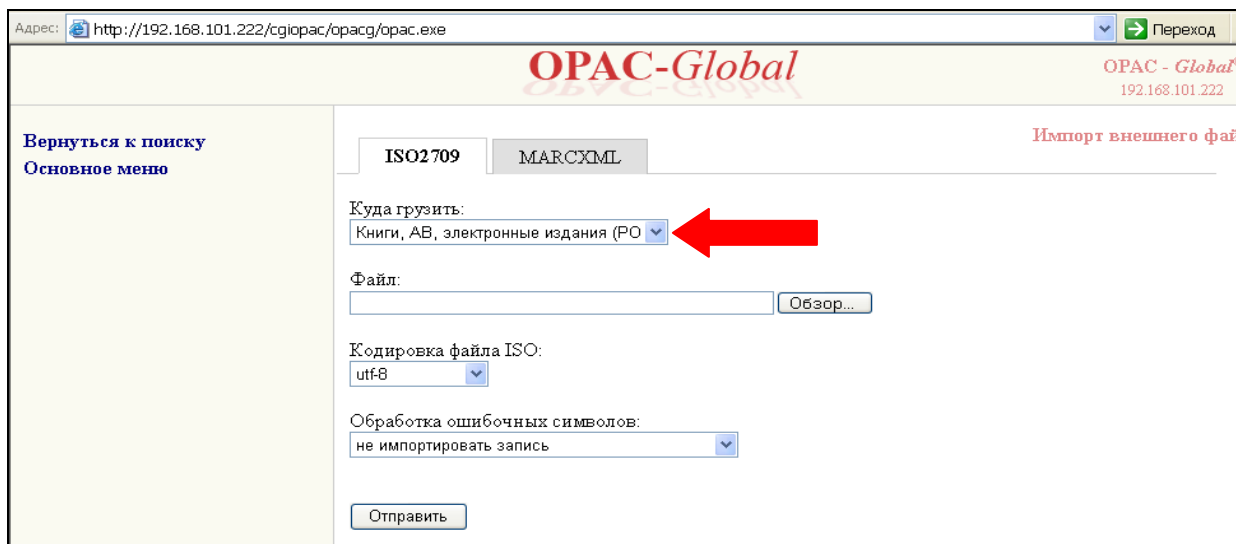 Адрес: http://192.168.101.222/cgiopac/opacg/opac.exe Переход
OPAC-Global
OPAC - Global
192.168.101.222
Вернуться к поиску
Основное меню
Импорт внешнего фай
ISO2709 MARCXML
Куда грузить:
Книги, АВ, электронные издания (РО
Файл:
Обзор...
Кодировка файла ISO:
utf-8
Обработка ошибочных символов:
не импортировать запись
Отправить